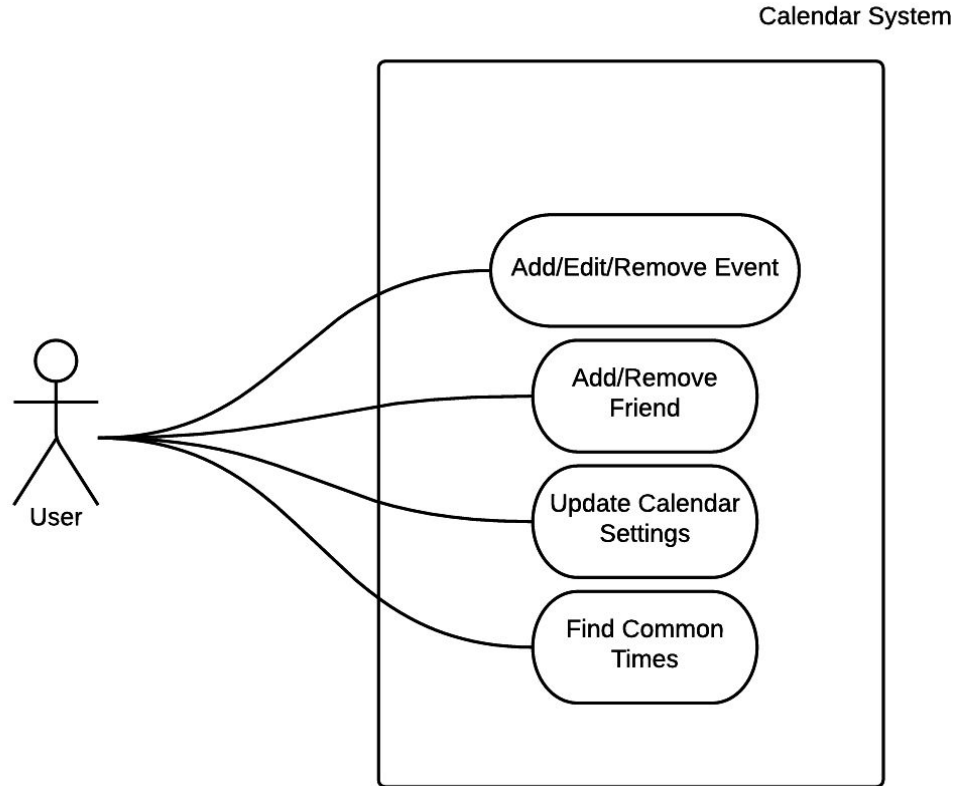 Calendar System
Add/Edit/Remove Event
Add/Remove
Friend
Update Calendar
Settings
Find Common
Times
User